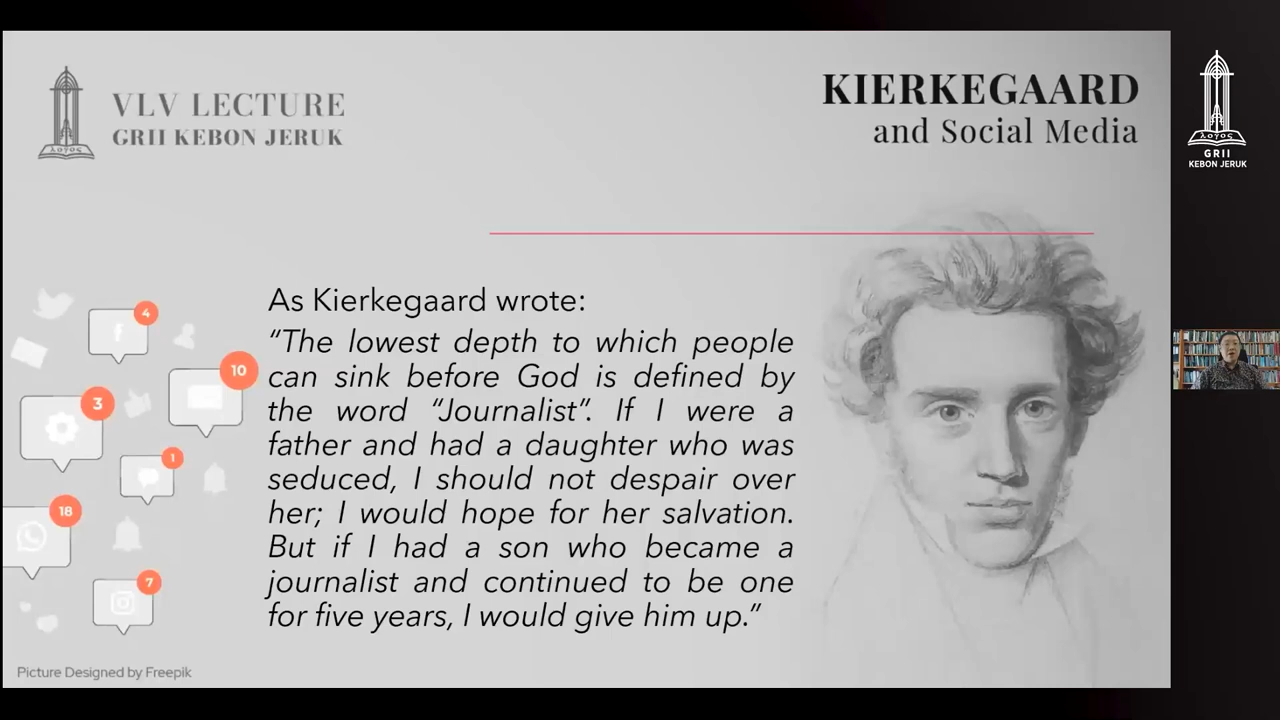 VLV LECTURE
GRII KEBON JERUK
KIERKEGAARD
and Social Media
λόγος
GRII
KEBON JERUK
λόγος
As Kierkegaard wrote:
“The lowest depth to which people
can sink before God is defined by
the word “Journalist”. If I were a
father and had a daughter who was
seduced, I should not despair over
her; I would hope for her salvation.
But if I had a son who became a
journalist and continued to be one
for five years, I would give him up.”
4
10
3
1
18
7
Picture Designed by Freepik